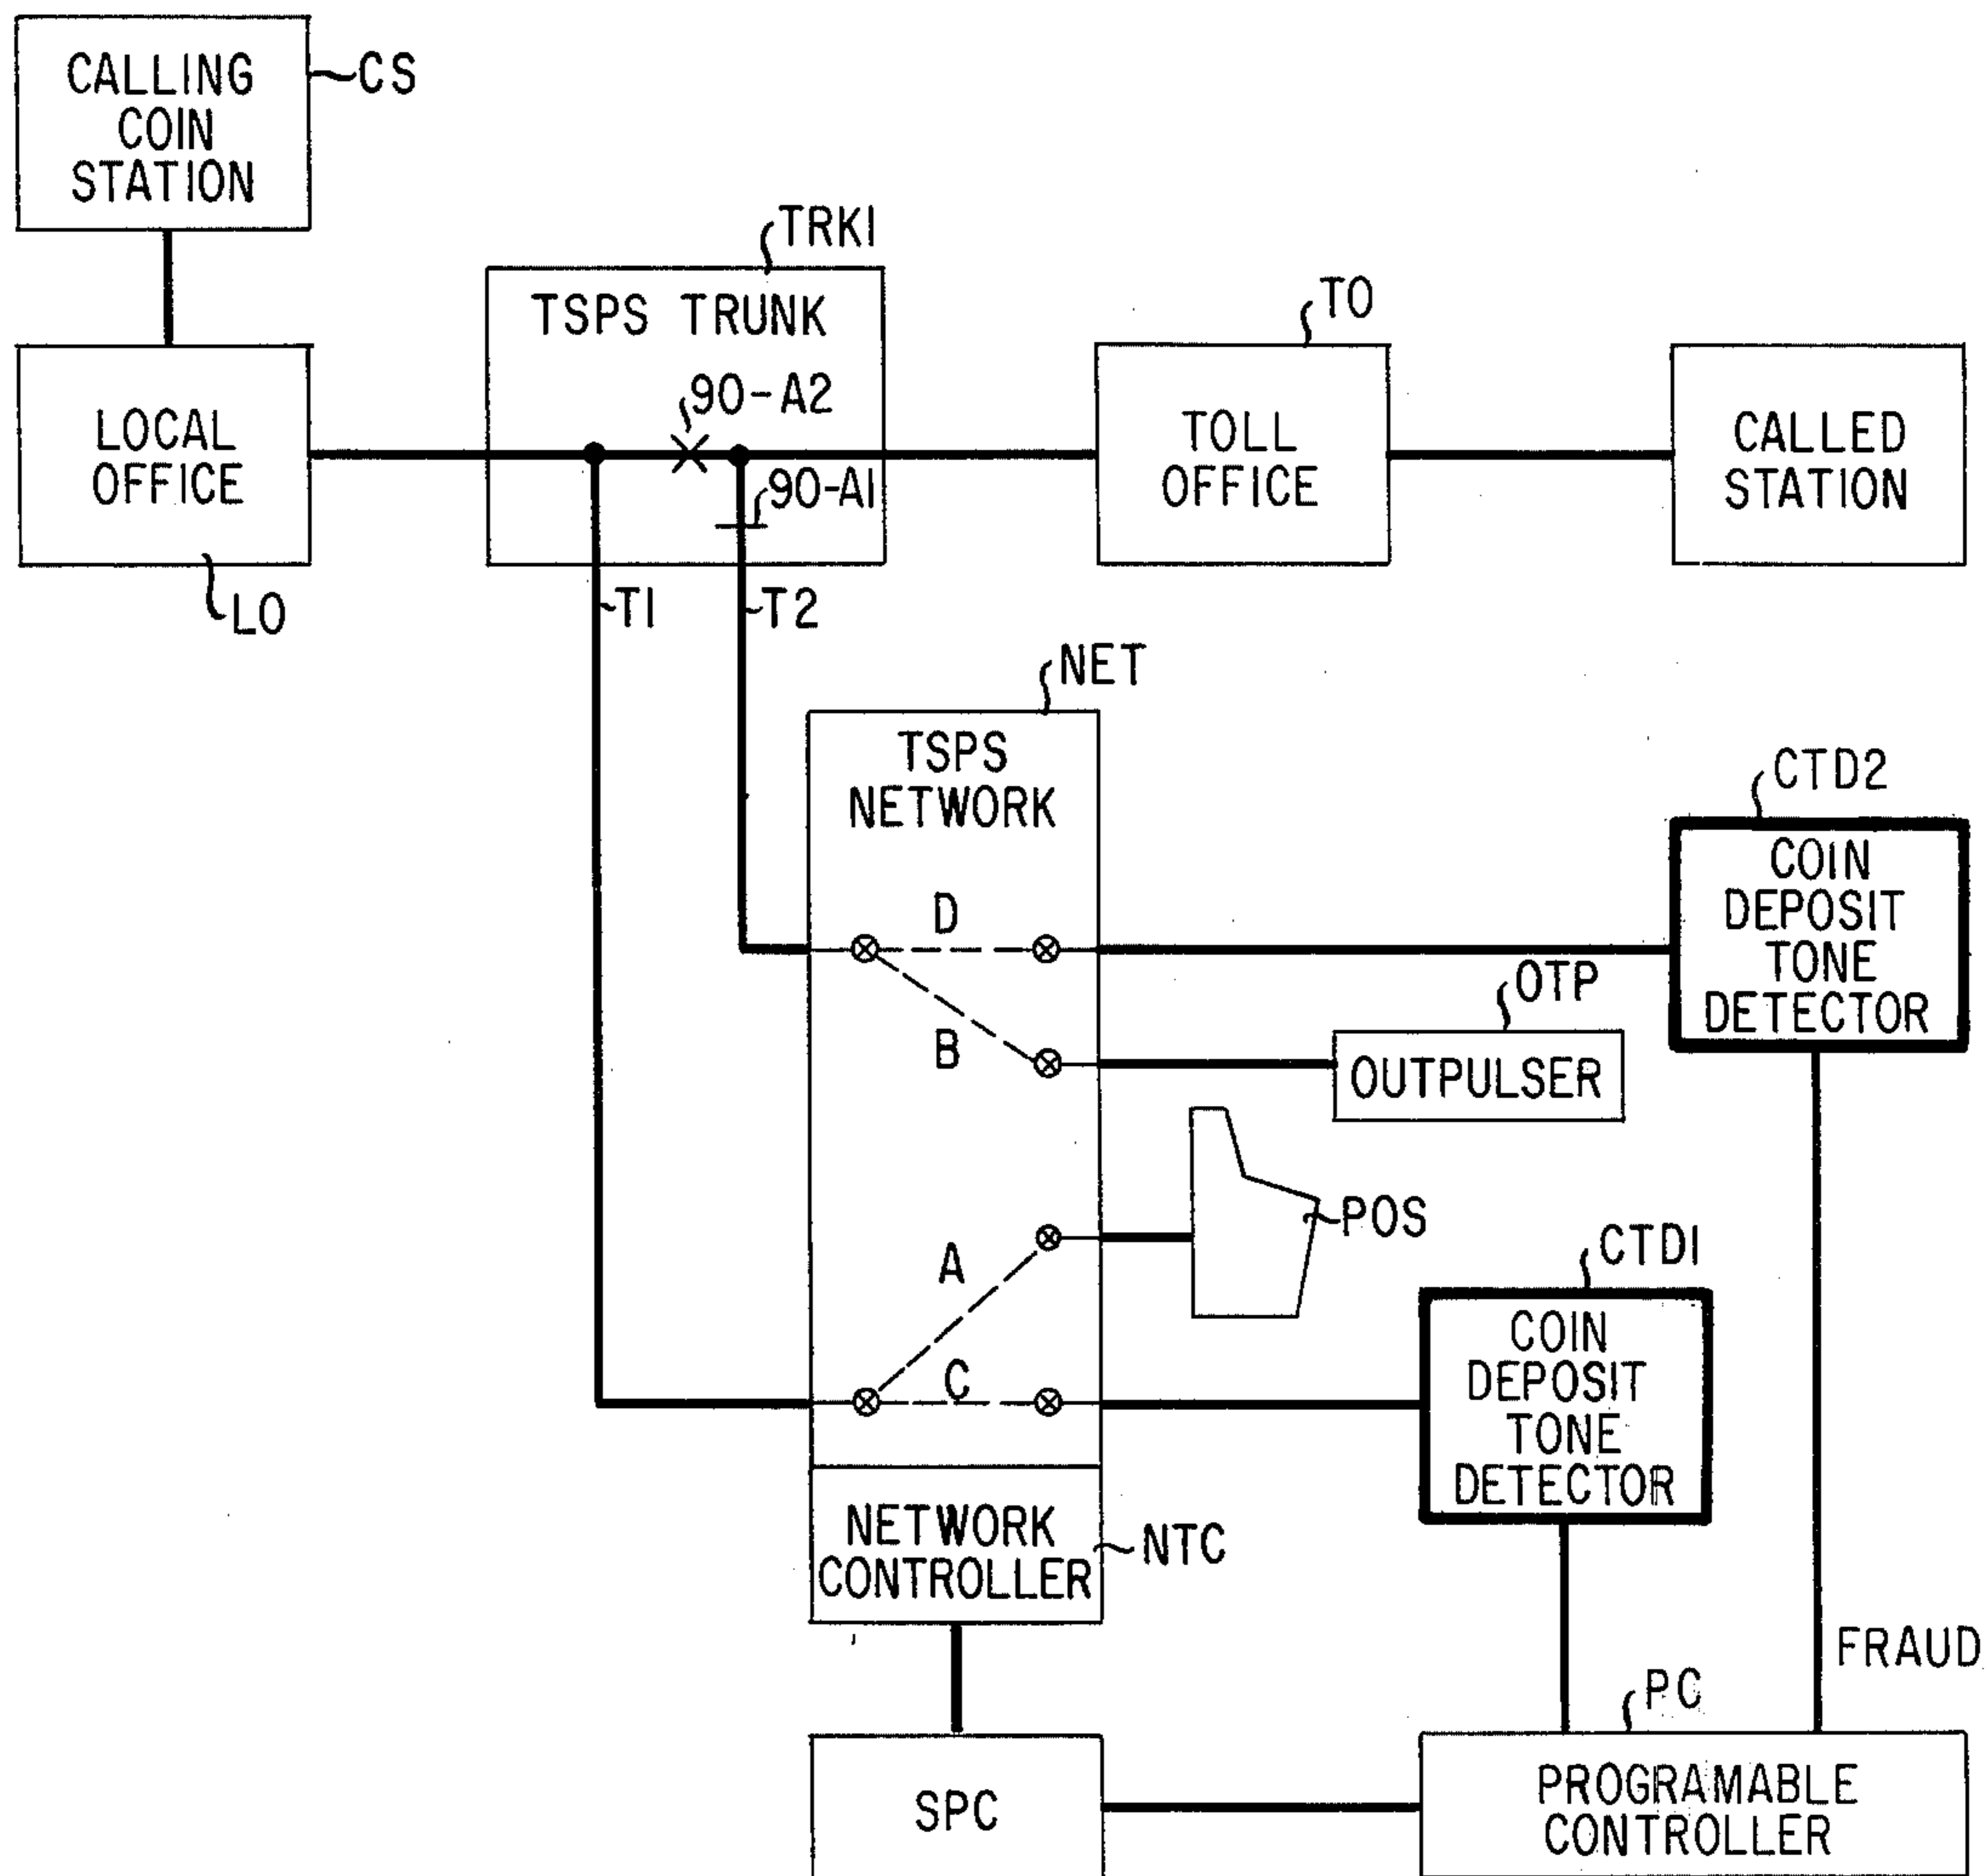 CALLING
COIN
STATION
CS
TRK1
TSPS TRUNK
TO
90-A2
LOCAL
OFFICE
TOLL
OFFICE
CALLED
STATION
90-A1
LO
T1
T2
NET
TSPS
NETWORK
CTD2
COIN
DEPOSIT
TONE
DETECTOR
D
OTP
B
OUTPULSER
POS
A
CTD1
COIN
DEPOSIT
TONE
DETECTOR
C
NETWORK
CONTROLLER
NTC
FRAUD
PC
SPC
PROGRAMABLE
CONTROLLER